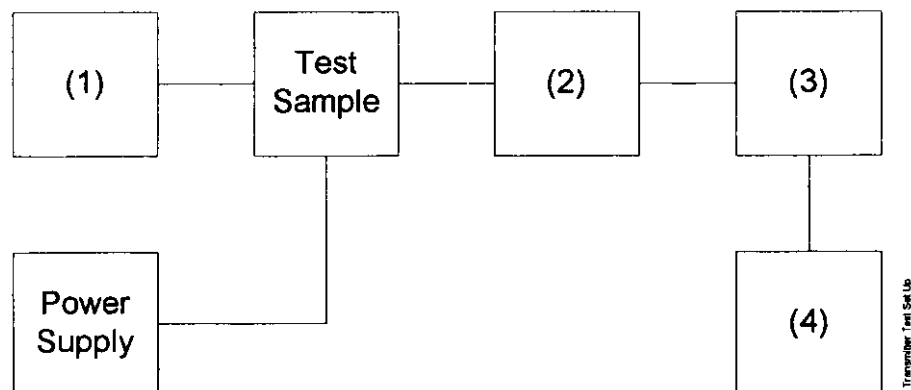 (1)
Test
Sample
(2)
(3)
Power
Supply
(4)
Transmitter Test Set Up